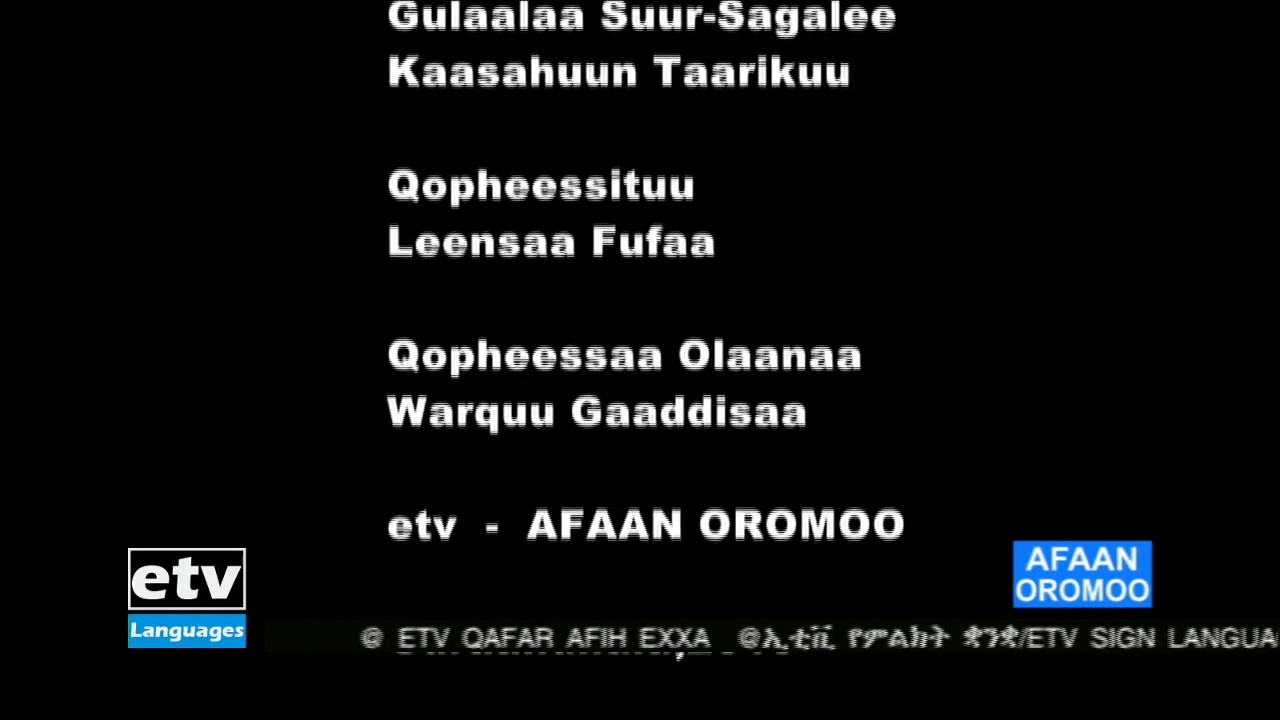 Gulaalaa Suur-Sagalee
Kaasahuun Taarikuu
Qopheessituu
Leensaa Fufaa
Qopheessaa Olaanaa
Warquu Gaaddisaa
etv - AFAAN OROMOO
AFAAN
OROMOO
etv
Languages
@ ETV QAFAR AFIH EXXA @ኢቲቪ የምልክት ቋንቋ/ETV SIGN LANGUA